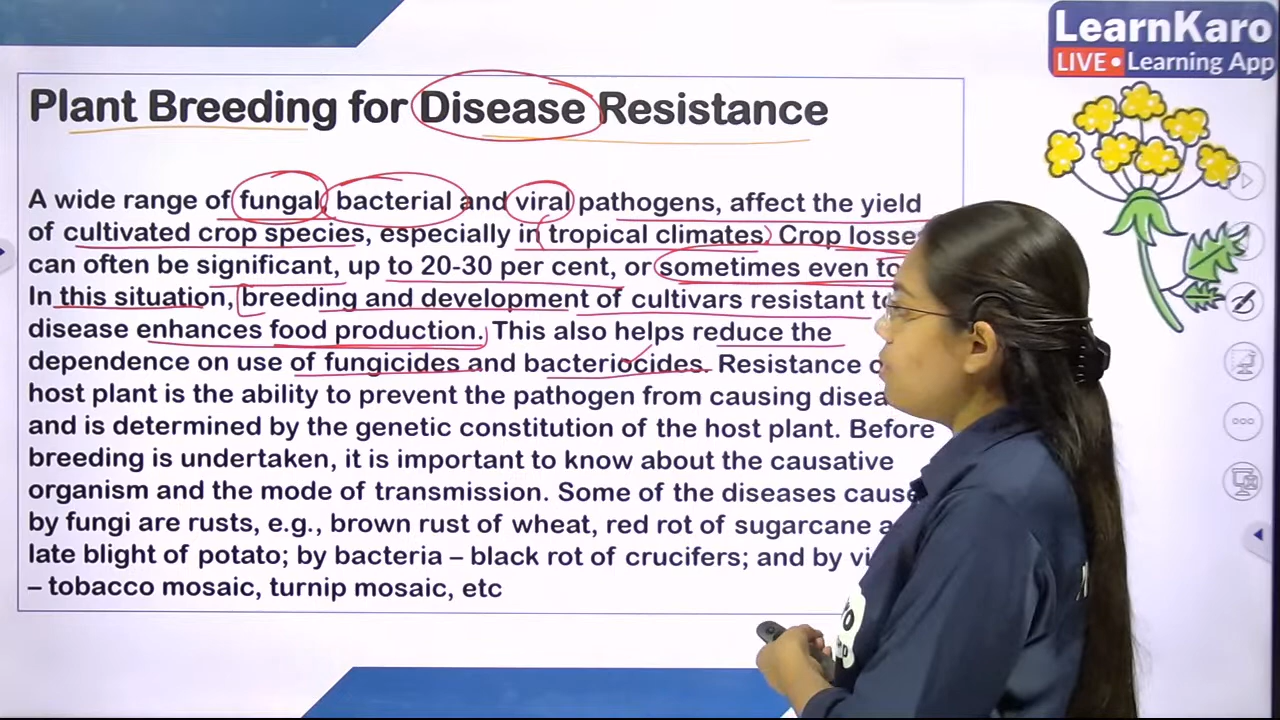 LearnKaro
LIVE • Learning App
Plant Breeding for Disease Resistance
A wide range of fungal, bacterial and viral pathogens, affect the yield
of cultivated crop species, especially in tropical climates. Crop losses
can often be significant, up to 20-30 per cent, or sometimes even to
In this situation, breeding and development of cultivars resistant to
disease enhances food production. This also helps reduce the
dependence on use of fungicides and bacteriocides. Resistance
host plant is the ability to prevent the pathogen from causing
and is determined by the genetic constitution of the host plant. Before
breeding is undertaken, it is important to know about the causative
organism and the mode of transmission. Some of the diseases
by fungi are rusts, e.g., brown rust of wheat, red rot of sugarcane
late blight of potato; by bacteria – black rot of crucifers; and by
– tobacco mosaic, turnip mosaic, etc